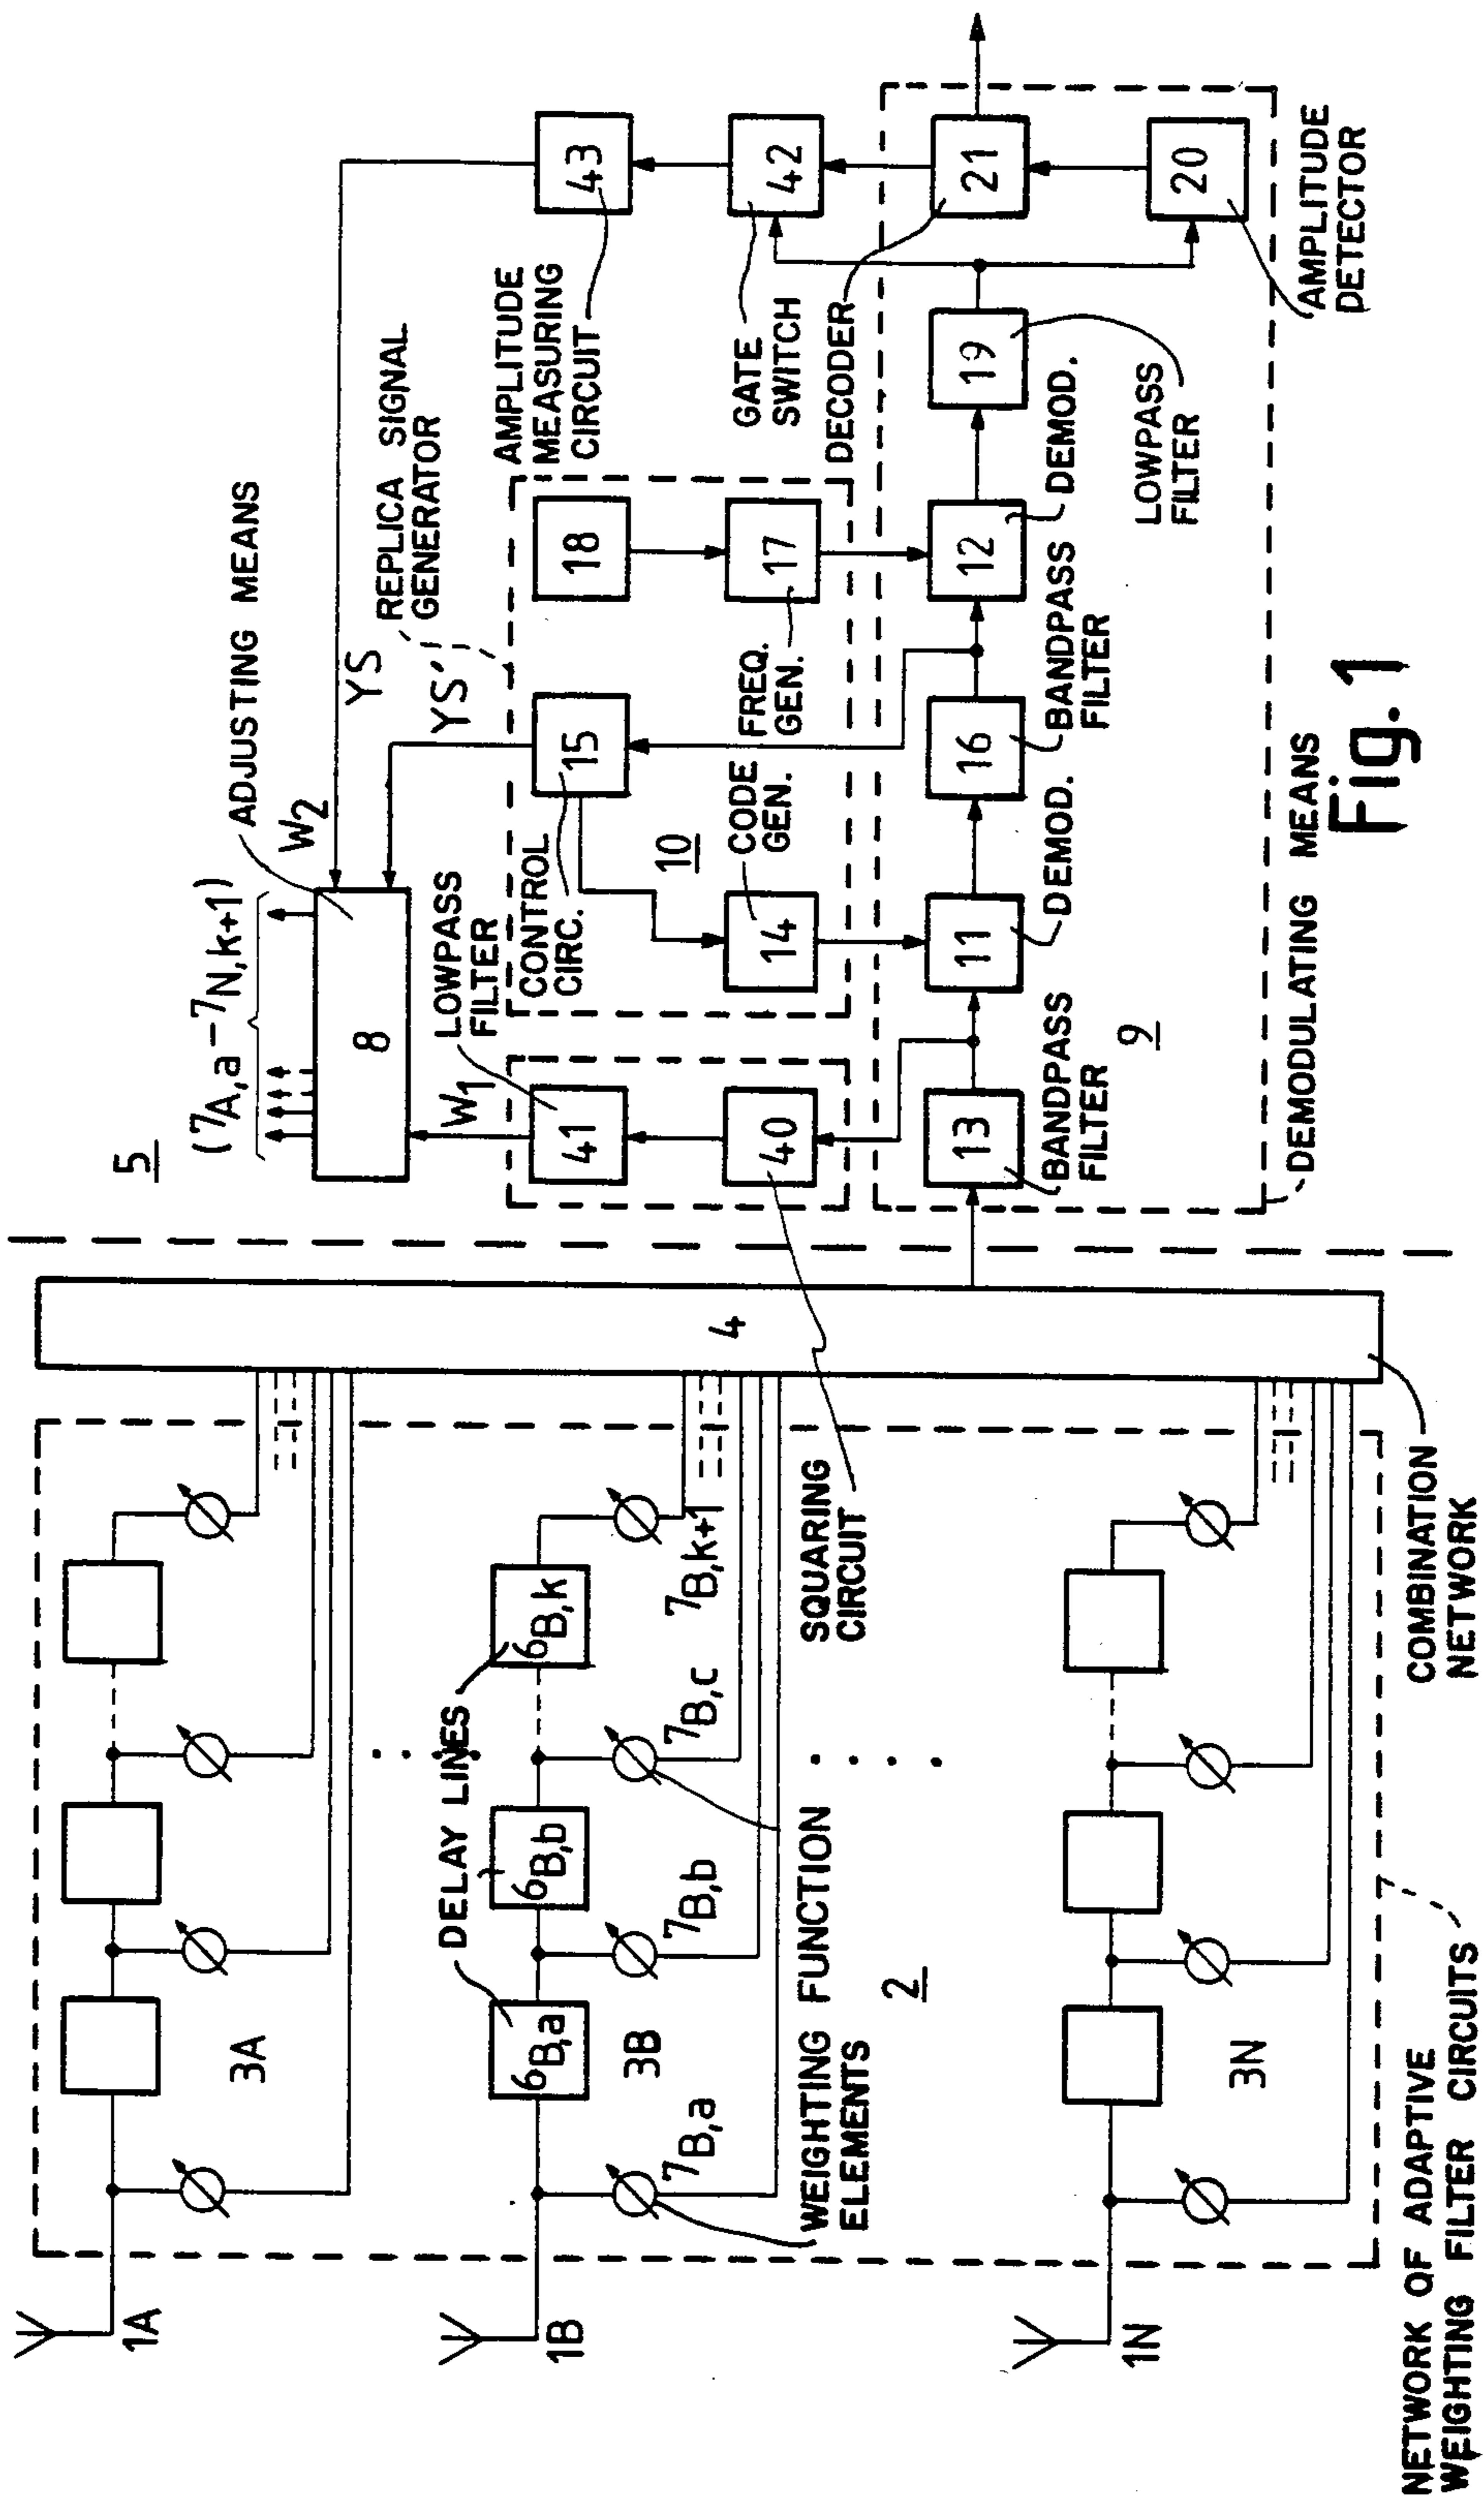 1A
3A
1B
DELAY LINES
6B,a
6B,b
6B,k
3B
7B,a
7B,b
7B,c
7B,k+1
WEIGHTING FUNCTION
ELEMENTS
2
SQUARING
CIRCUIT
1N
3N
NETWORK OF ADAPTIVE
WEIGHTING FILTER CIRCUITS
COMBINATION
NETWORK
4
5
(7A,a-7N,k+1)
ADJUSTING MEANS
8
W1
W2
YS
YS'
REPLICA SIGNAL
GENERATOR
LOWPASS
FILTER
41
40
CONTROL
CIRC.
15
10
CODE
GEN.
14
FREQ.
GEN.
18
17
AMPLITUDE
MEASURING
CIRCUIT
43
GATE
SWITCH
42
DECODER
21
20
AMPLITUDE
DETECTOR
13
BANDPASS
FILTER
9
11
DEMOD.
16
BANDPASS
FILTER
12
DEMOD.
19
LOWPASS
FILTER
DEMODULATING MEANS
Fig. 1